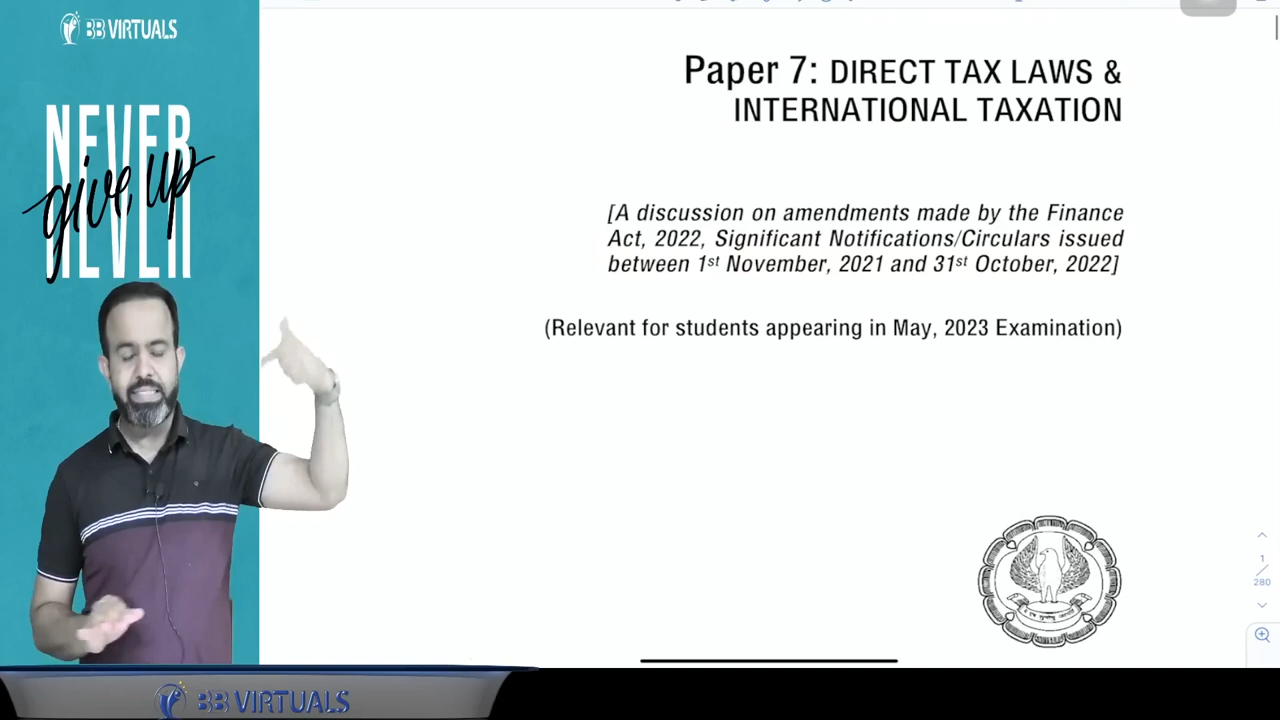 BB VIRTUALS
NEVER
give up
NEVER
Paper 7: DIRECT TAX LAWS &
INTERNATIONAL TAXATION
[A discussion on amendments made by the Finance
Act, 2022, Significant Notifications/Circulars issued
between 1st November, 2021 and 31st October, 2022]
(Relevant for students appearing in May, 2023 Examination)
1
280
BB VIRTUALS